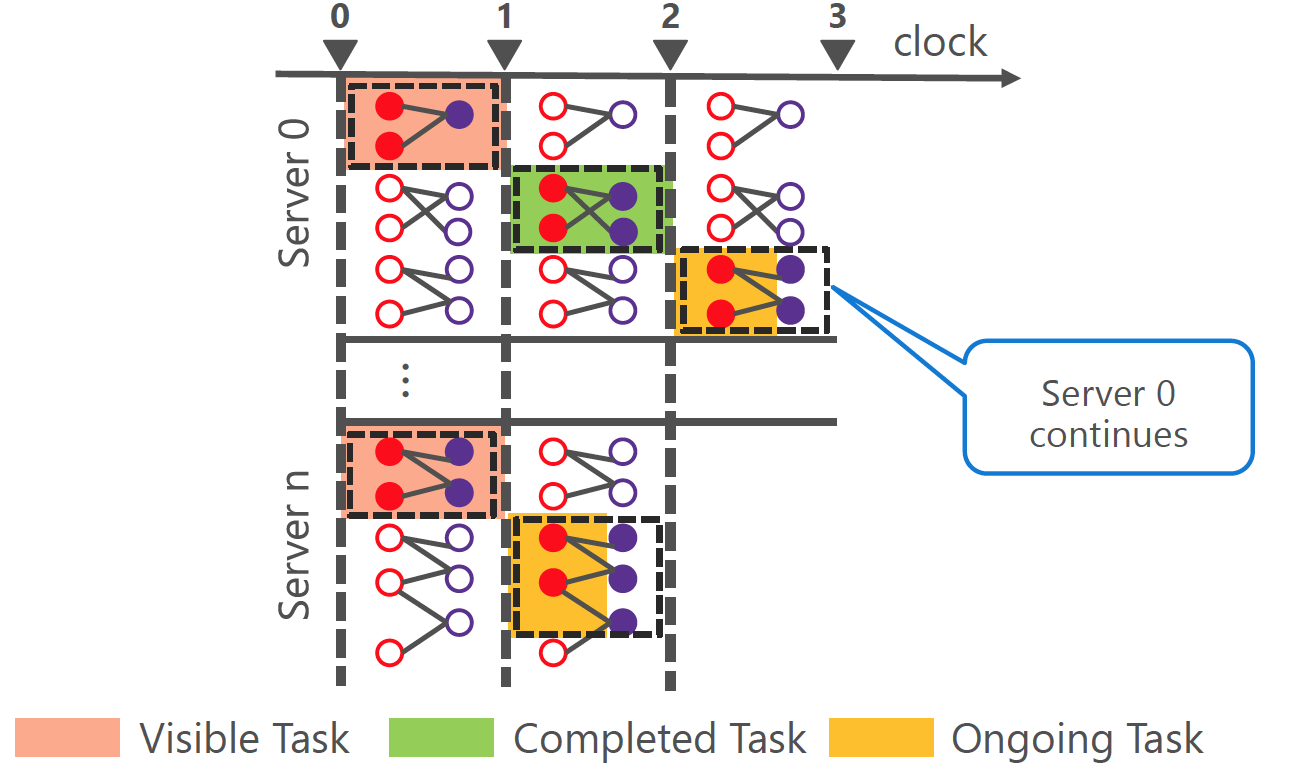 0 1 2 3
clock
Server 0
⋮
Server 0
continues
Server n
Visible Task Completed Task Ongoing Task